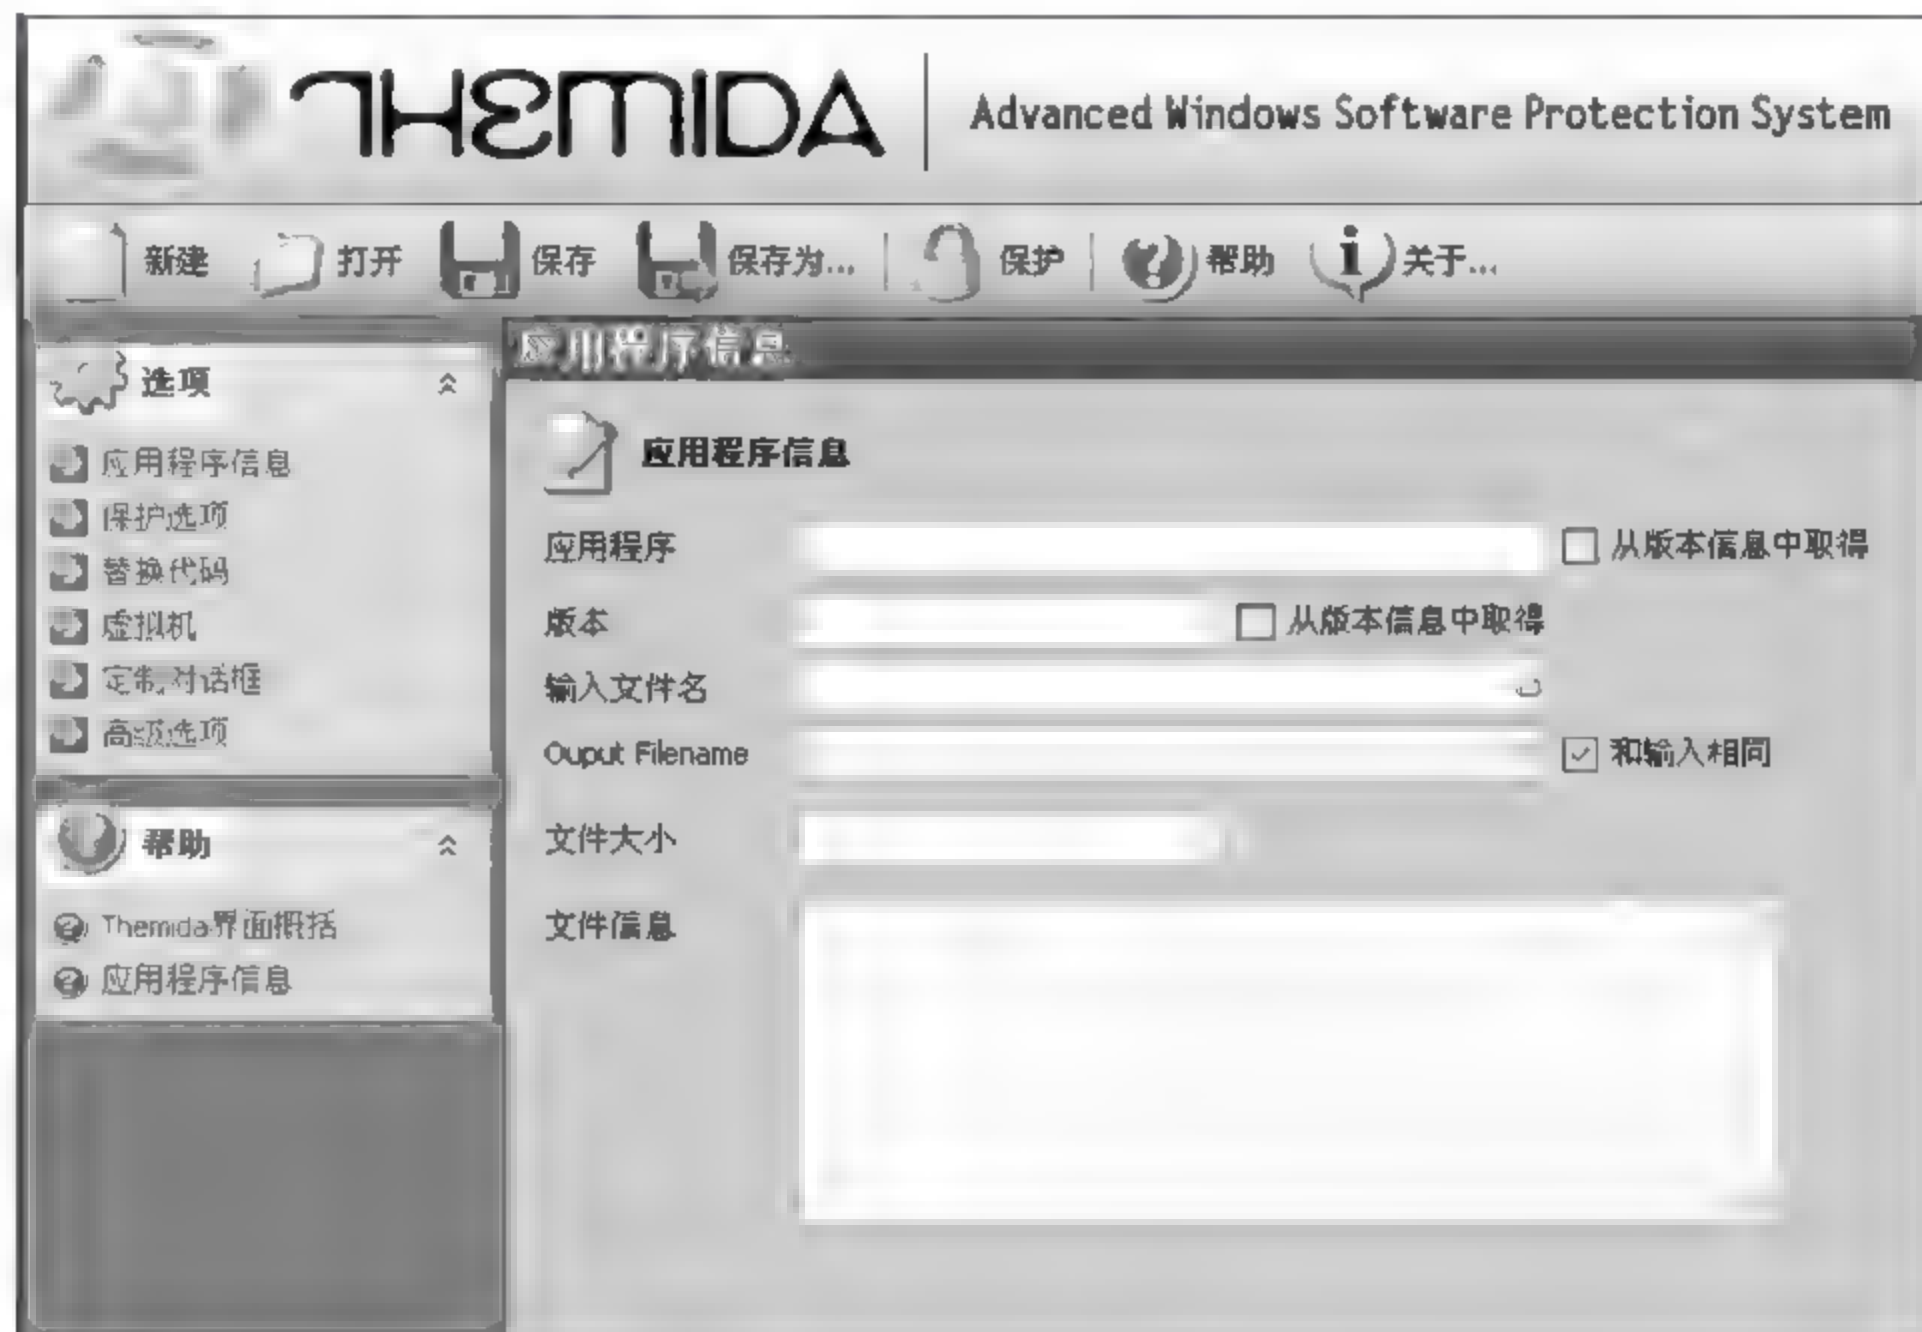 THEMIDA Advanced Windows Software Protection System
新建 打开 保存 保存为... 保护 帮助 关于...
选项
应用程序信息
保护选项
替换代码
虚拟机
定制对话框
高级选项
帮助
Themida界面概括
应用程序信息
应用程序信息
应用程序信息
应用程序 从版本信息中取得
版本 从版本信息中取得
输入文件名
Ouput Filename 和输入相同
文件大小
文件信息